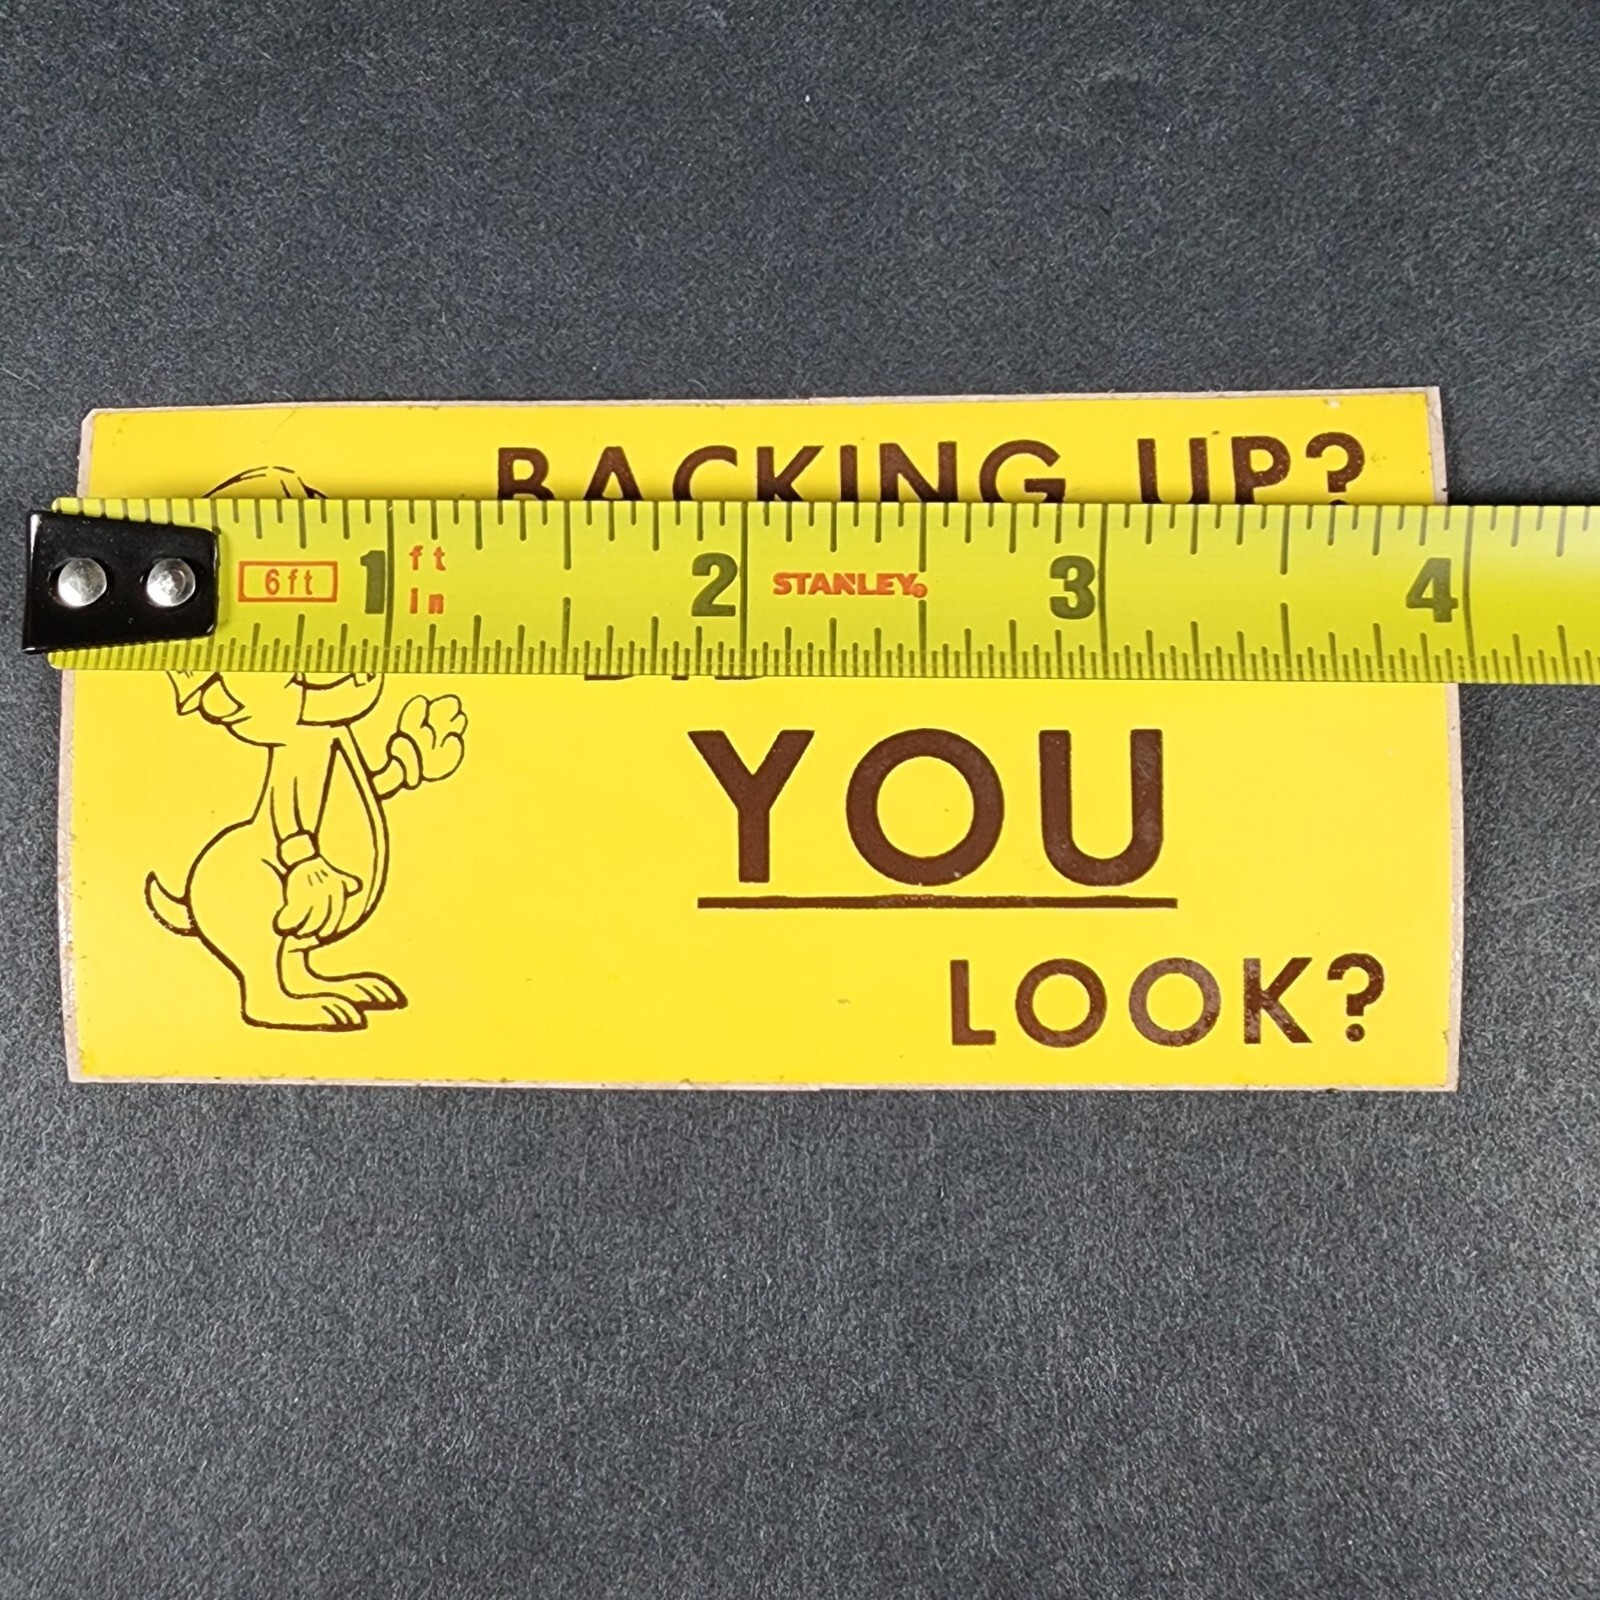 BACKING UP?
6ft 1 ft in 2 STANLEY® 3 4
YOU
LOOK?